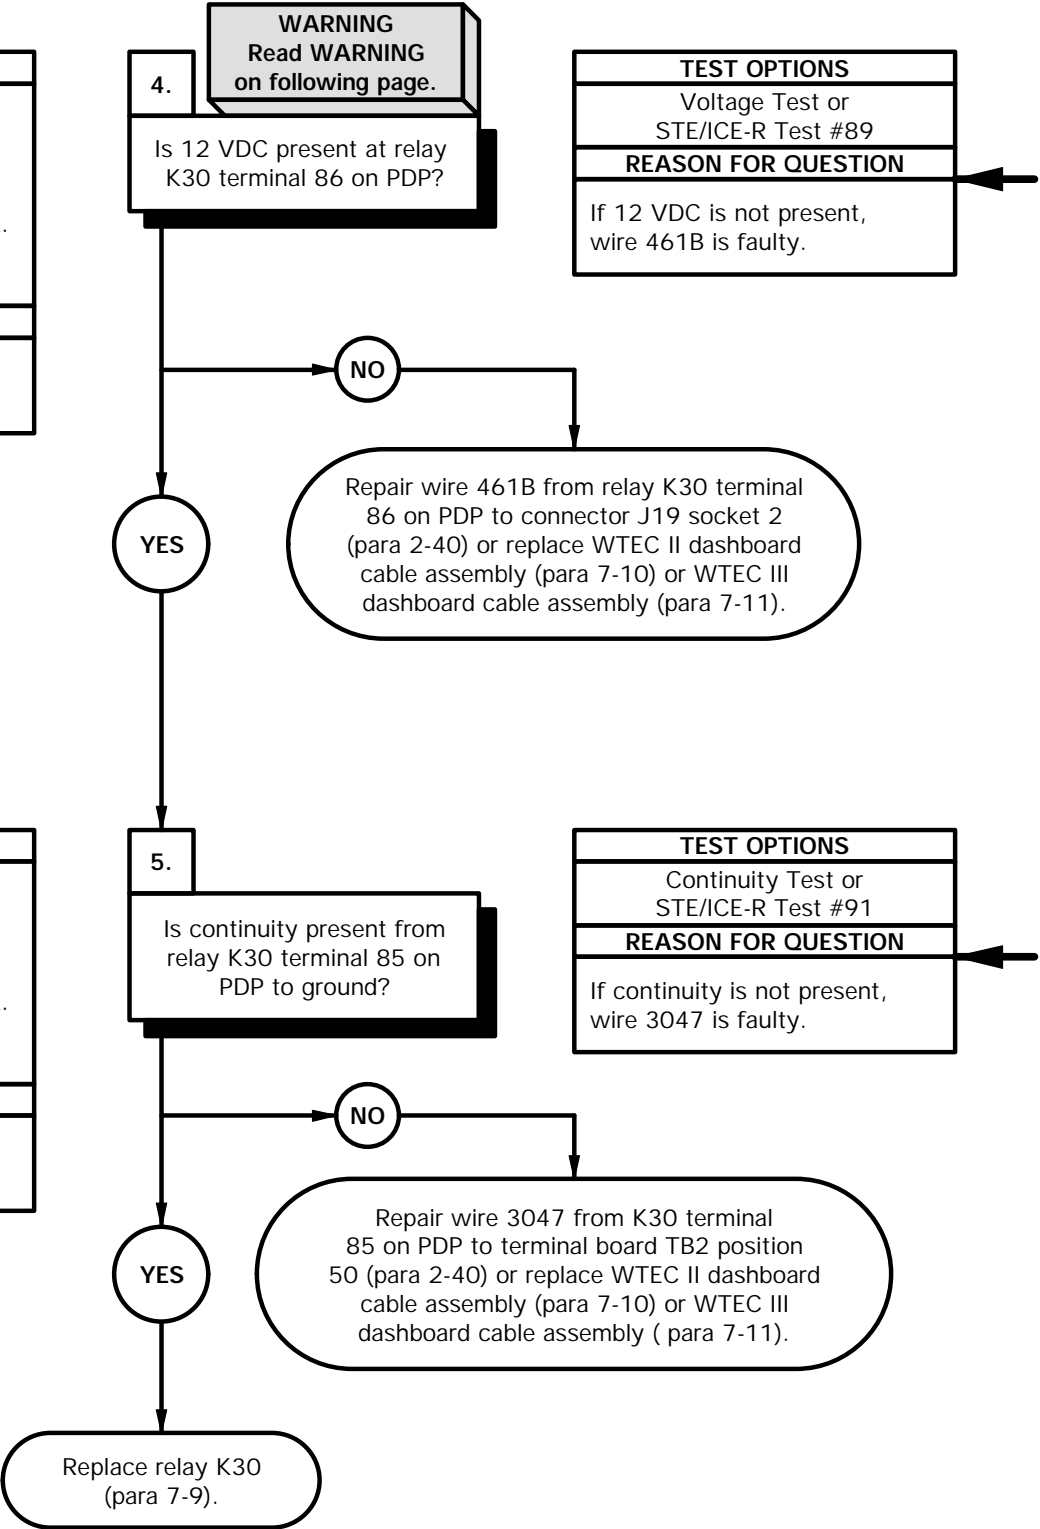 WARNING
Read WARNING
on following page.
4.
Is 12 VDC present at relay
K30 terminal 86 on PDP?
TEST OPTIONS
Voltage Test or
STE/ICE-R Test #89
REASON FOR QUESTION
If 12 VDC is not present,
wire 461B is faulty.
.
NO
Repair wire 461B from relay K30 terminal
86 on PDP to connector J19 socket 2
(para 2-40) or replace WTEC II dashboard
cable assembly (para 7-10) or WTEC III
dashboard cable assembly (para 7-11).
YES
5.
Is continuity present from
relay K30 terminal 85 on
PDP to ground?
TEST OPTIONS
Continuity Test or
STE/ICE-R Test #91
REASON FOR QUESTION
If continuity is not present,
wire 3047 is faulty.
.
NO
Repair wire 3047 from K30 terminal
85 on PDP to terminal board TB2 position
50 (para 2-40) or replace WTEC II dashboard
cable assembly (para 7-10) or WTEC III
dashboard cable assembly ( para 7-11).
YES
Replace relay K30
(para 7-9).